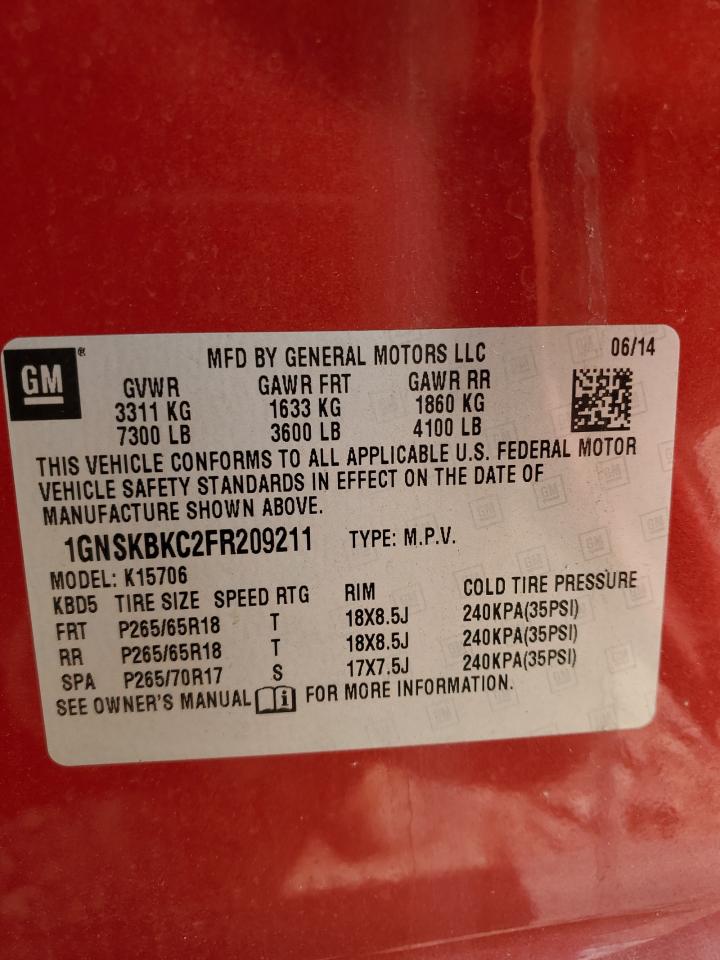 GM ®
MFD BY GENERAL MOTORS LLC 06/14
GVWR GAWR FRT GAWR RR
3311 KG 1633 KG 1860 KG
7300 LB 3600 LB 4100 LB
THIS VEHICLE CONFORMS TO ALL APPLICABLE U.S. FEDERAL MOTOR
VEHICLE SAFETY STANDARDS IN EFFECT ON THE DATE OF
MANUFACTURE SHOWN ABOVE.
1GNSKBKC2FR209211 TYPE: M.P.V.
MODEL: K15706
KBD5 TIRE SIZE SPEED RTG RIM COLD TIRE PRESSURE
FRT P265/65R18 T 18X8.5J 240KPA(35PSI)
RR P265/65R18 T 18X8.5J 240KPA(35PSI)
SPA P265/70R17 S 17X7.5J 240KPA(35PSI)
SEE OWNER'S MANUAL i FOR MORE INFORMATION.